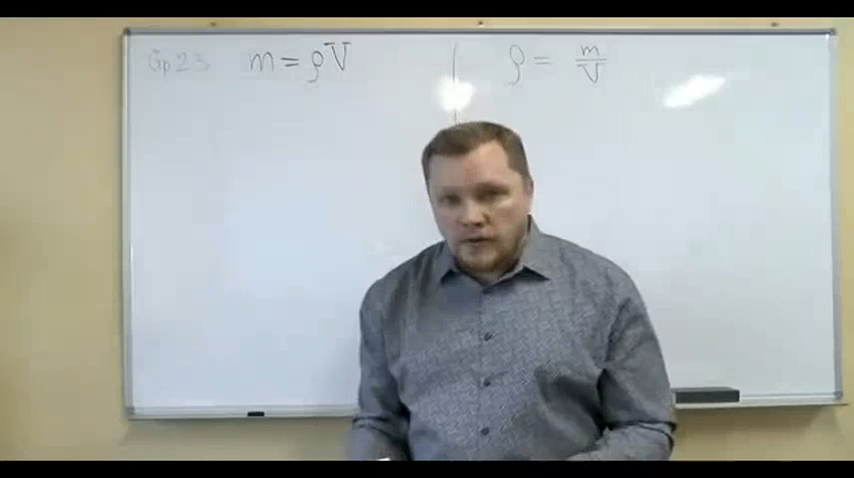 Гр 23 m = ρV ρ = m/V